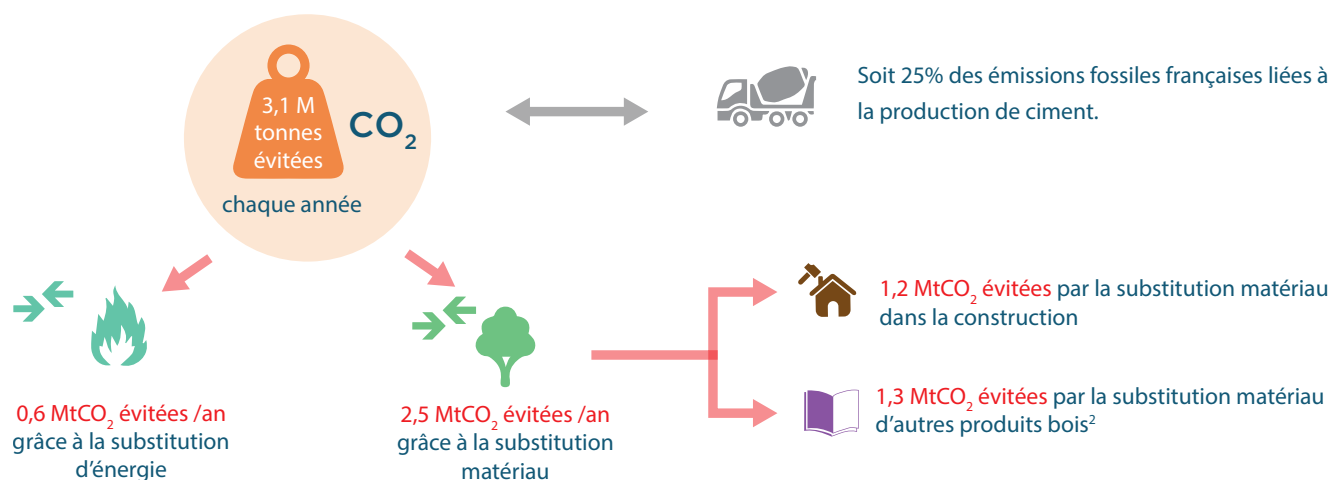 3,1 M
tonnes
évitées
CO₂
chaque année
Soit 25% des émissions fossiles françaises liées à
la production de ciment.
0,6 MtCO₂ évitées /an
grâce à la substitution
d'énergie
2,5 MtCO₂ évitées /an
grâce à la substitution
matériau
1,2 MtCO₂ évitées par la substitution matériau
dans la construction
1,3 MtCO₂ évitées par la substitution matériau
d'autres produits bois²